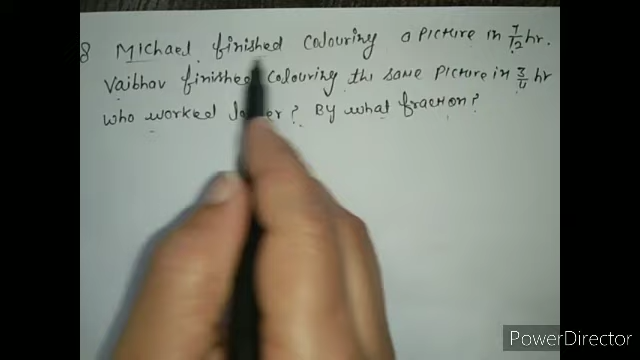 8 Michael finished colouring a picture in 7/12 hr.
Vaibhav finished colouring the same picture in 3/4 hr
who worked longer? By what fraction?
PowerDirector